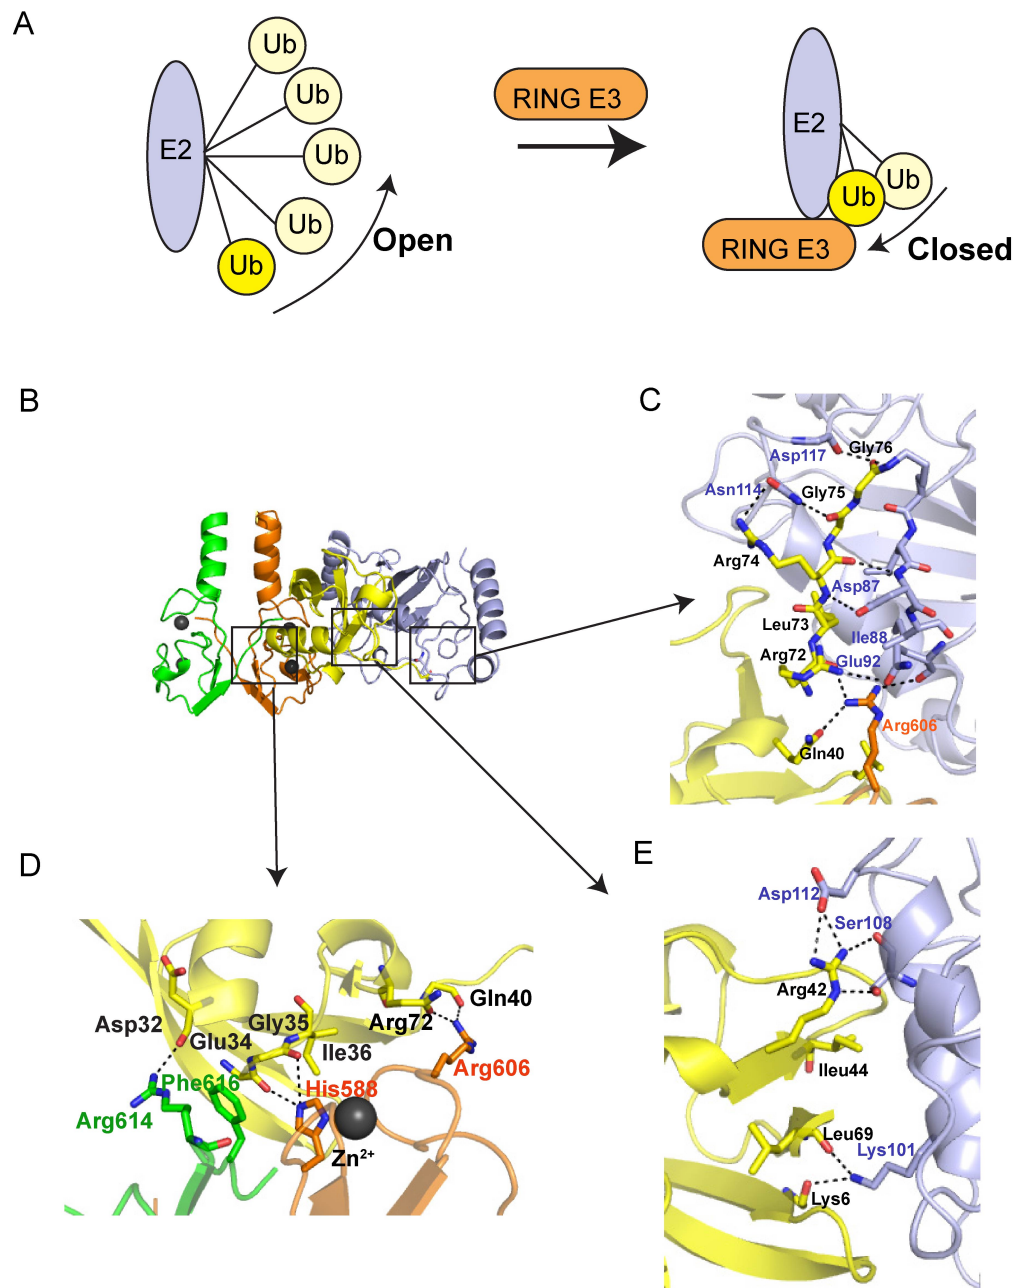 A
Ub
Ub
E2
Ub
Ub
Ub
Open
RING E3
E2
Ub
Ub
RING E3
Closed
B
C
Asp117
Gly76
Asn114
Gly75
Arg74
Asp87
Leu73
Ile88
Arg72
Glu92
Arg606
Gln40
D
Asp32
Glu34
Gly35
Ile36
Arg72
Gln40
Arg606
Phe616
His588
Arg614
Zn²⁺
E
Asp112
Ser108
Arg42
Ileu44
Leu69
Lys101
Lys6